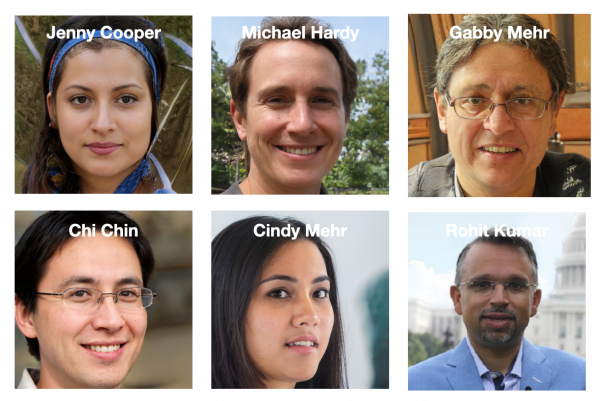 Jenny Cooper
Michael Hardy
Gabby Mehr
Chi Chin
Cindy Mehr
Rohit Kumar